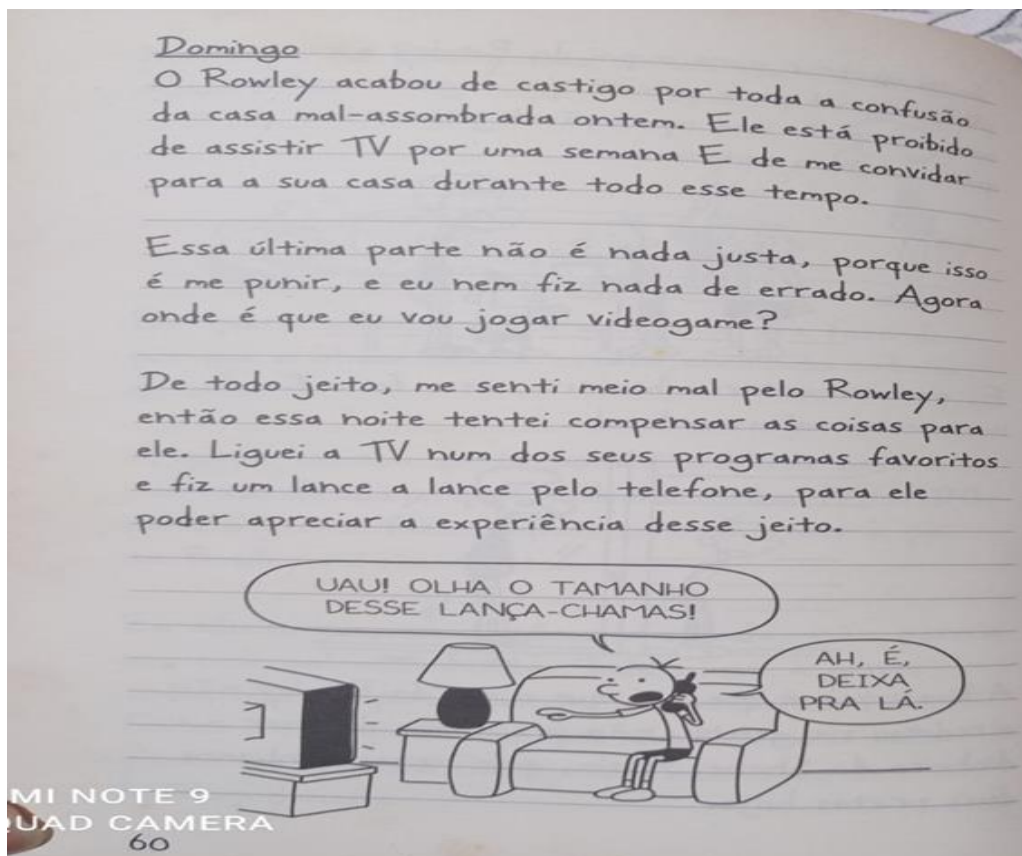 Domingo
O Rowley acabou de castigo por toda a confusão
da casa mal-assombrada ontem. Ele está proibido
de assistir TV por uma semana E de me convidar
para a sua casa durante todo esse tempo.
Essa última parte não é nada justa, porque isso
é me punir, e eu nem fiz nada de errado. Agora
onde é que eu vou jogar videogame?
De todo jeito, me senti meio mal pelo Rowley,
então essa noite tentei compensar as coisas para
ele. Liguei a TV num dos seus programas favoritos
e fiz um lance a lance pelo telefone, para ele
poder apreciar a experiência desse jeito.
UAU! OLHA O TAMANHO
DESSE LANÇA-CHAMAS!
AH, É,
DEIXA
PRA LÁ.
MI NOTE 9
QUAD CAMERA
60